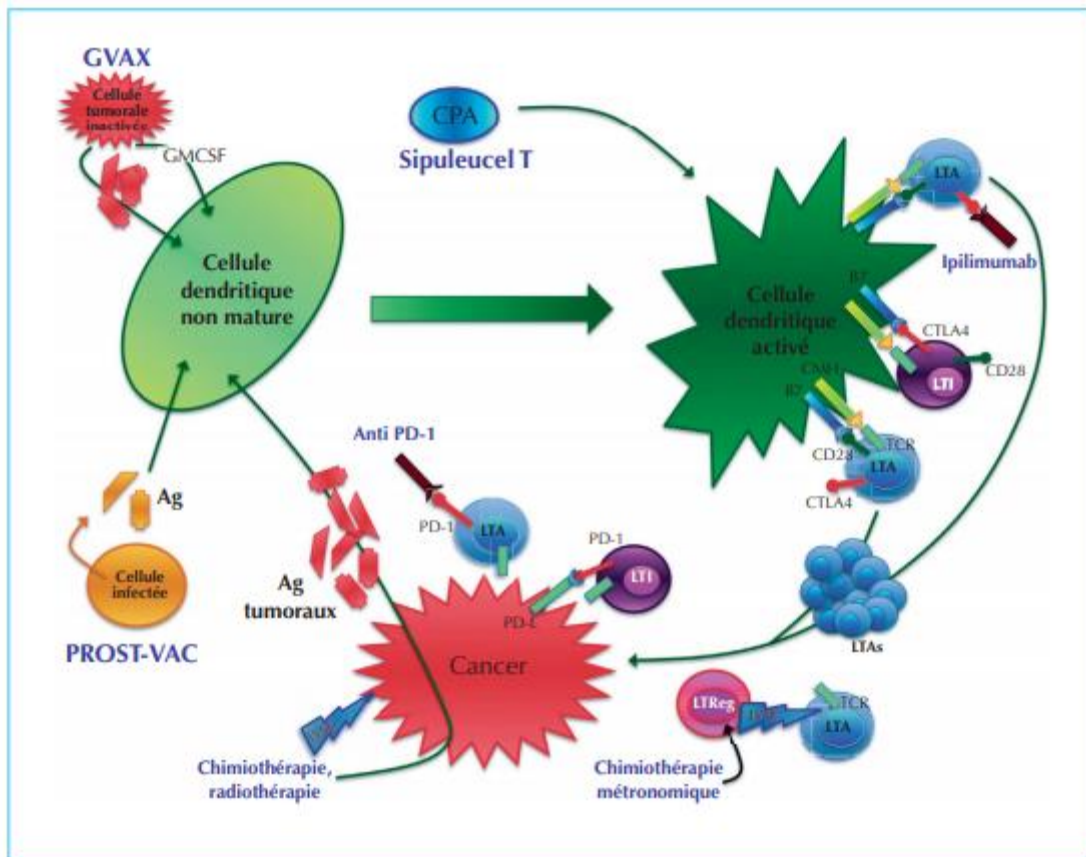 GVAX
Cellule
tumorale
inactivée
GMCSF
CPA
Sipuleucel T
LTA
Ipilimumab
Cellule
dendritique
non mature
Cellule
dendritique
activé
B7
CTLA4
CD28
LTI
CMH
B7
TCR
CD28
LTA
CTLA4
Anti PD-1
PD-1
LTA
PD-1
LTI
PD-L
Ag
Cellule
infectée
PROST-VAC
Ag
tumoraux
Cancer
LTAs
LTReg
TCR
LTA
Chimiothérapie,
radiothérapie
Chimiothérapie
métronomique